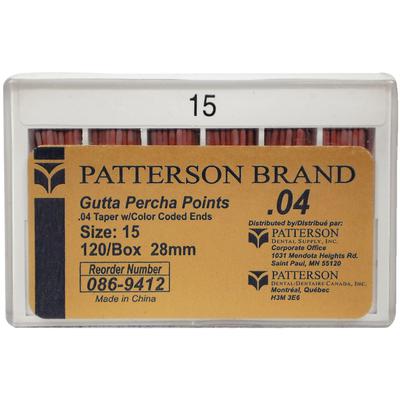 15
PATTERSON BRAND
Gutta Percha Points
.04 Taper w/Color Coded Ends
Size: 15
120/Box 28mm
Reorder Number
086-9412
Made in China
.04
Distributed by/Distribué par:
PATTERSON
DENTAL SUPPLY, INC.
Corporate Office
1031 Mendota Heights Rd.
Saint Paul, MN 55120
PATTERSON
DENTAL/DENTAIRE CANADA, INC.
Montréal, Québec
H3M 3E6